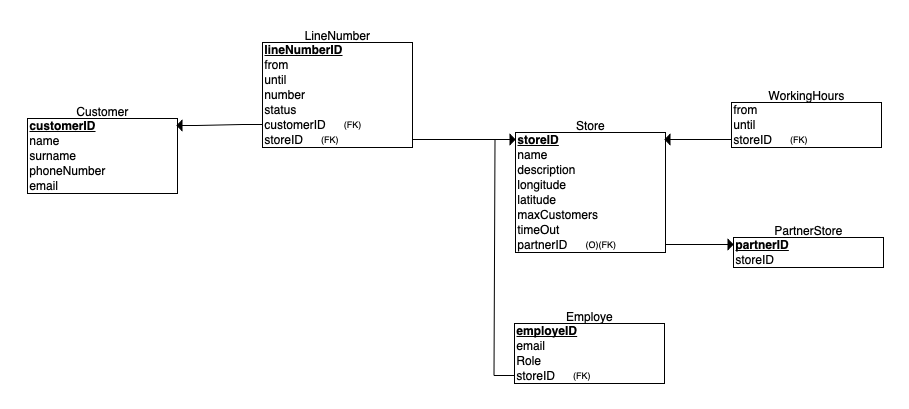 LineNumber
lineNumberID
from
until
number
status
customerID (FK)
storeID (FK)
Customer
customerID
name
surname
phoneNumber
email
Store
storeID
name
description
longitude
latitude
maxCustomers
timeOut
partnerID (O)(FK)
WorkingHours
from
until
storeID (FK)
PartnerStore
partnerID
storeID
Employe
employeID
email
Role
storeID (FK)